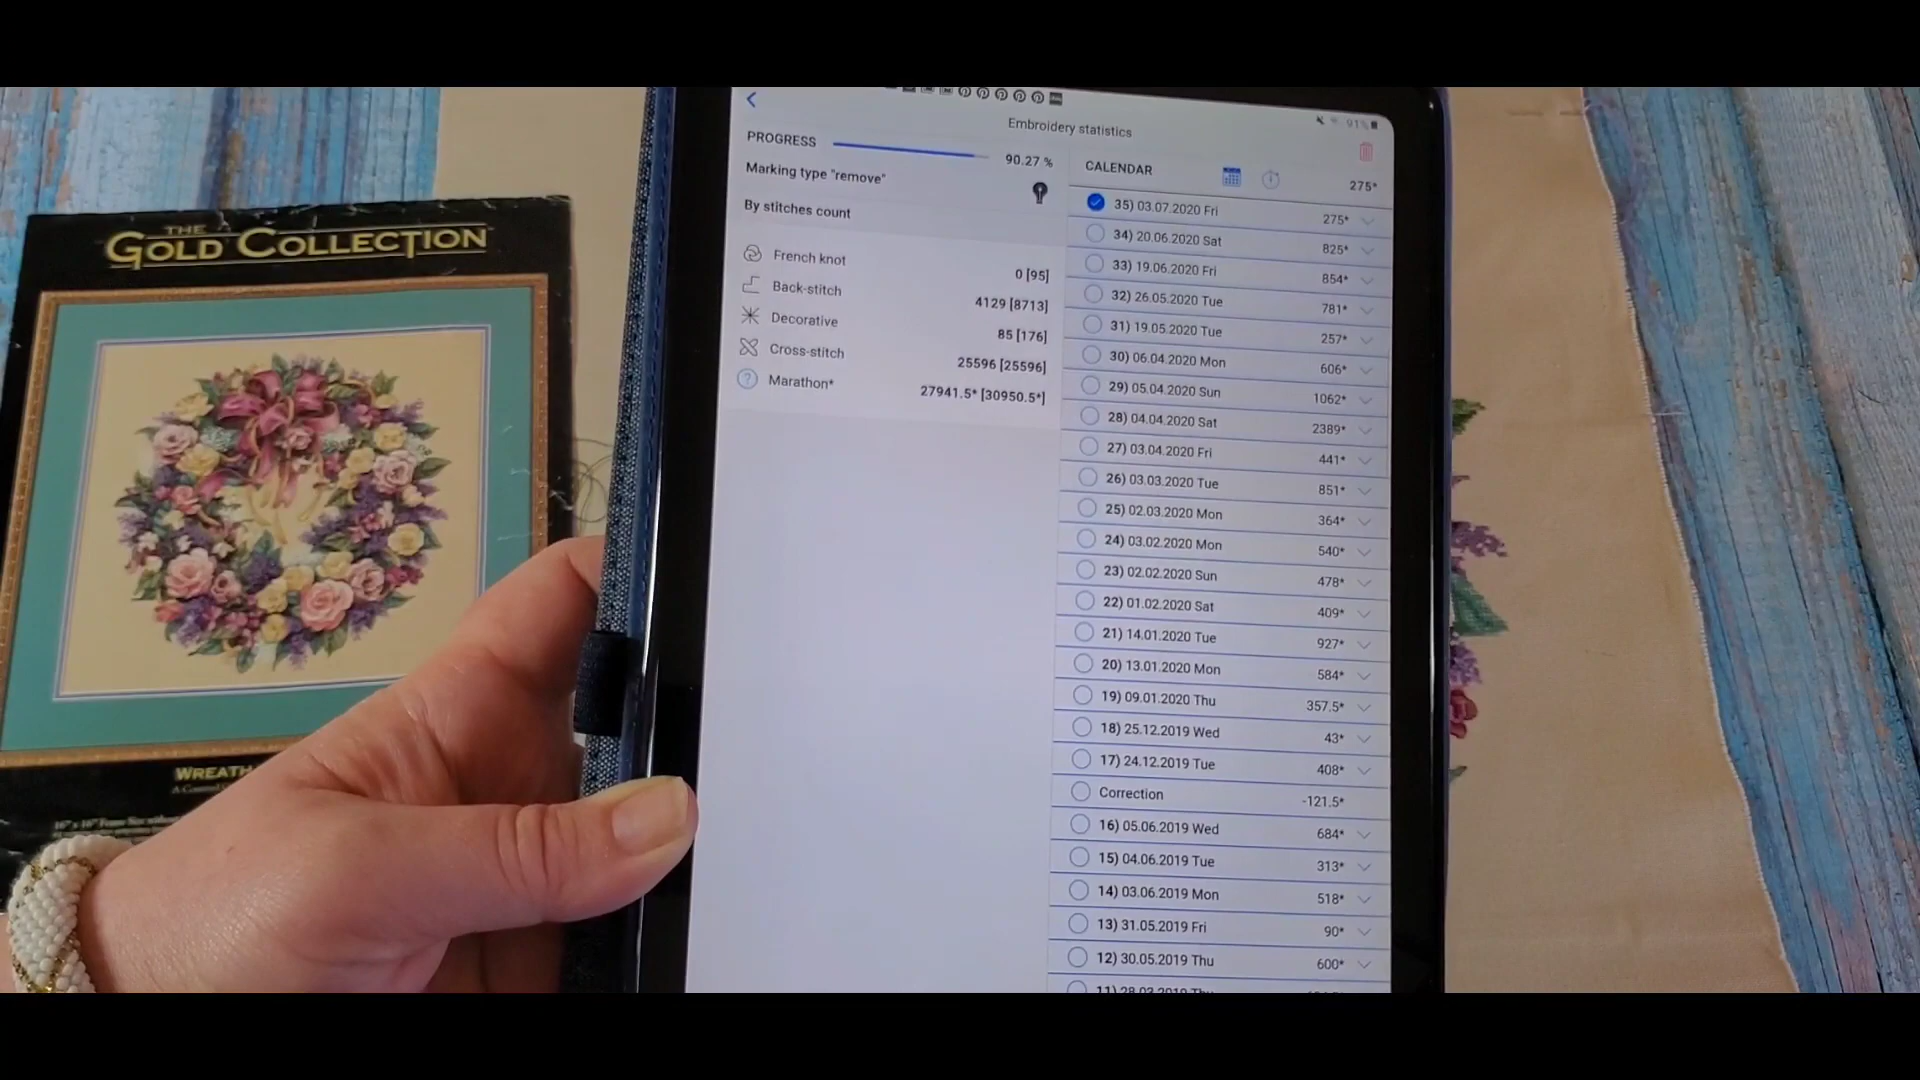 THE
GOLD COLLECTION
WREATH
91%
Embroidery statistics
PROGRESS
90.27 %
Marking type "remove"
By stitches count
French knot 0 [95]
Back-stitch 4129 [8713]
Decorative 85 [176]
Cross-stitch 25596 [25596]
Marathon* 27941.5* [30950.5*]
CALENDAR
275*
35) 03.07.2020 Fri 275*
34) 20.06.2020 Sat 825*
33) 19.06.2020 Fri 854*
32) 26.05.2020 Tue 781*
31) 19.05.2020 Tue 257*
30) 06.04.2020 Mon 606*
29) 05.04.2020 Sun 1062*
28) 04.04.2020 Sat 2389*
27) 03.04.2020 Fri 441*
26) 03.03.2020 Tue 851*
25) 02.03.2020 Mon 364*
24) 03.02.2020 Mon 540*
23) 02.02.2020 Sun 478*
22) 01.02.2020 Sat 409*
21) 14.01.2020 Tue 927*
20) 13.01.2020 Mon 584*
19) 09.01.2020 Thu 357.5*
18) 25.12.2019 Wed 43*
17) 24.12.2019 Tue 408*
Correction -121.5*
16) 05.06.2019 Wed 684*
15) 04.06.2019 Tue 313*
14) 03.06.2019 Mon 518*
13) 31.05.2019 Fri 90*
12) 30.05.2019 Thu 600*